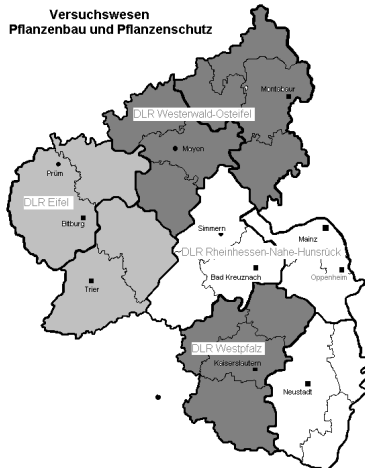 Versuchswesen
Pflanzenbau und Pflanzenschutz
Montabaur
DLR Westerwald-Osteifel
Mayen
Prüm
DLR Eifel
Bitburg
Simmern
Mainz
DLR Rheinhessen-Nahe-Hunsrück
Bad Kreuznach
Oppenheim
Trier
DLR Westpfalz
Kaiserslautern
Neustadt